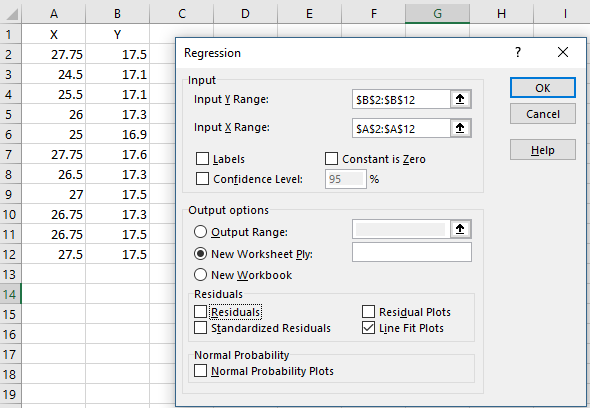 A B C D E F G H I
1 X Y
2 27.75 17.5
3 24.5 17.1
4 25.5 17.1
5 26 17.3
6 25 16.9
7 27.75 17.6
8 26.5 17.3
9 27 17.5
10 26.75 17.3
11 26.75 17.5
12 27.5 17.5
13
14
15
16
17
18
19
Regression ? ×
Input
Input Y Range: $B$2:$B$12
Input X Range: $A$2:$A$12
Labels Constant is Zero
Confidence Level: 95 %
OK
Cancel
Help
Output options
Output Range:
New Worksheet Ply:
New Workbook
Residuals
Residuals Residual Plots
Standardized Residuals Line Fit Plots
Normal Probability
Normal Probability Plots